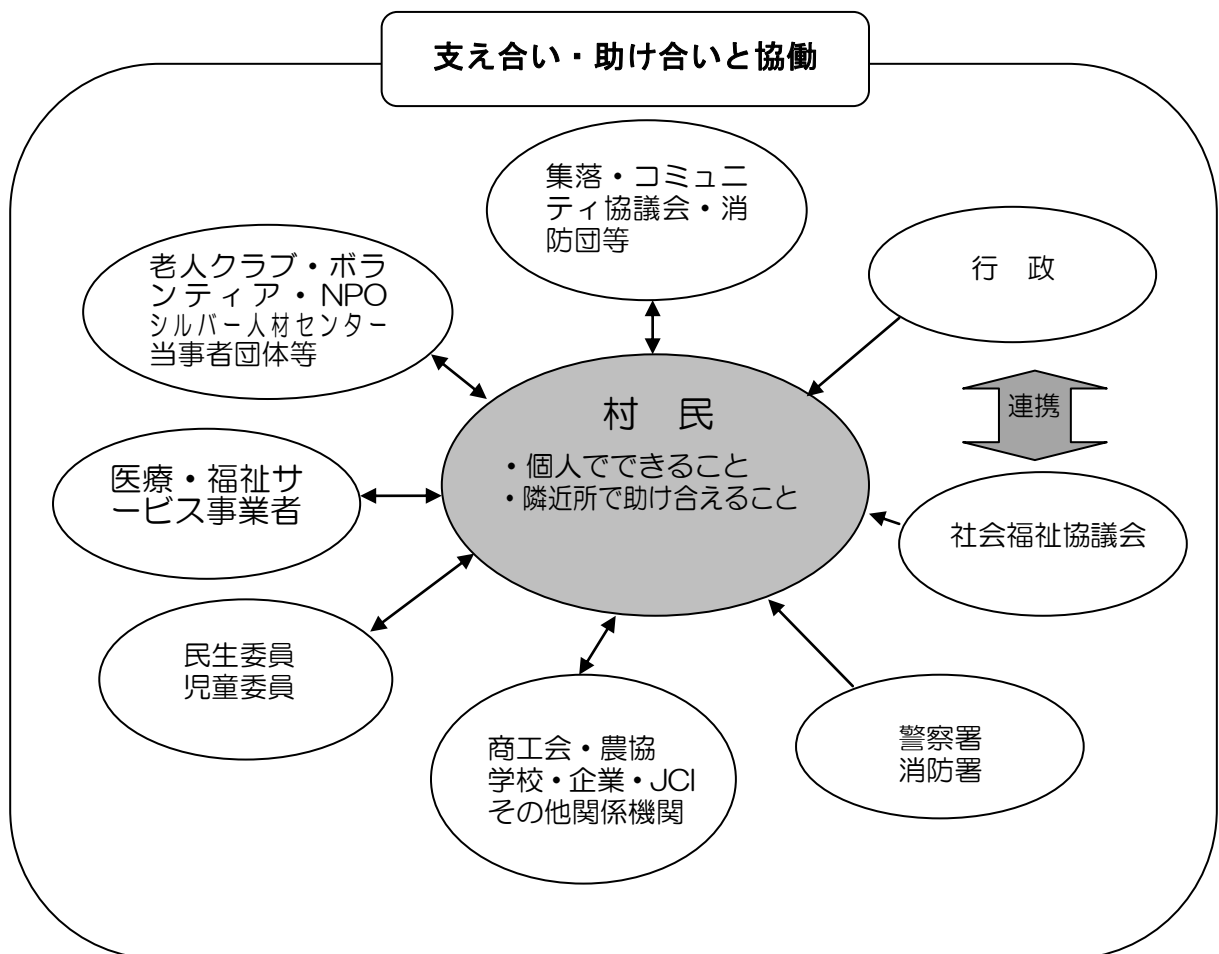 支え合い・助け合いと協働
集落・コミュニ
ティ協議会・消
防団等
老人クラブ・ボラ
ンティア・NPO
シルバー人材センター
当事者団体等
行　政
連携
村　民
・個人でできること
・隣近所で助け合えること
医療・福祉サ
ービス事業者
社会福祉協議会
民生委員
児童委員
商工会・農協
学校・企業・JCI
その他関係機関
警察署
消防署